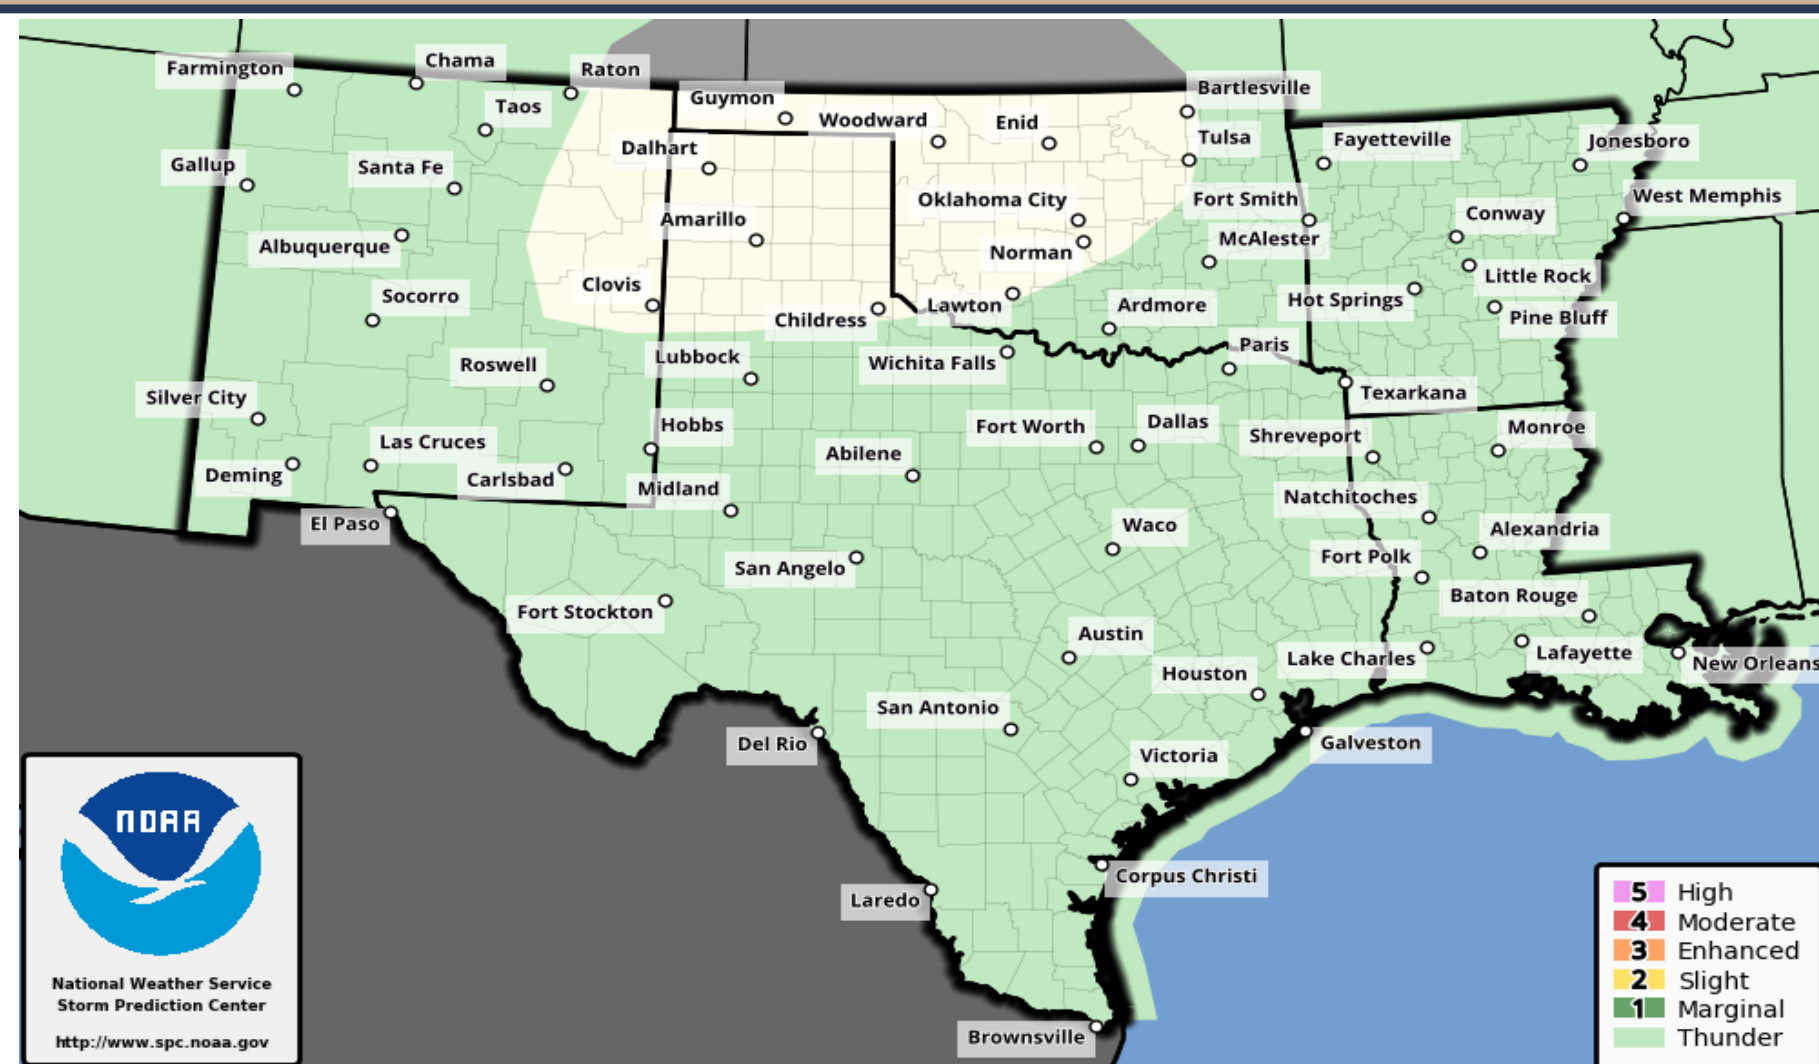 Farmington
Chama
Raton
Taos
Guymon
Woodward
Enid
Bartlesville
Tulsa
Fayetteville
Jonesboro
Gallup
Santa Fe
Dalhart
Oklahoma City
Fort Smith
West Memphis
Albuquerque
Amarillo
Norman
McAlester
Conway
Little Rock
Socorro
Clovis
Childress
Lawton
Ardmore
Hot Springs
Pine Bluff
Roswell
Lubbock
Wichita Falls
Paris
Texarkana
Silver City
Hobbs
Fort Worth
Dallas
Shreveport
Monroe
Las Cruces
Abilene
Deming
Carlsbad
Midland
Natchitoches
El Paso
Waco
Alexandria
San Angelo
Fort Polk
Fort Stockton
Baton Rouge
Austin
Lake Charles
Lafayette
New Orleans
Houston
San Antonio
Del Rio
Galveston
Victoria
Corpus Christi
Laredo
Brownsville
NOAA
National Weather Service
Storm Prediction Center
http://www.spc.noaa.gov
5 High
4 Moderate
3 Enhanced
2 Slight
1 Marginal
Thunder